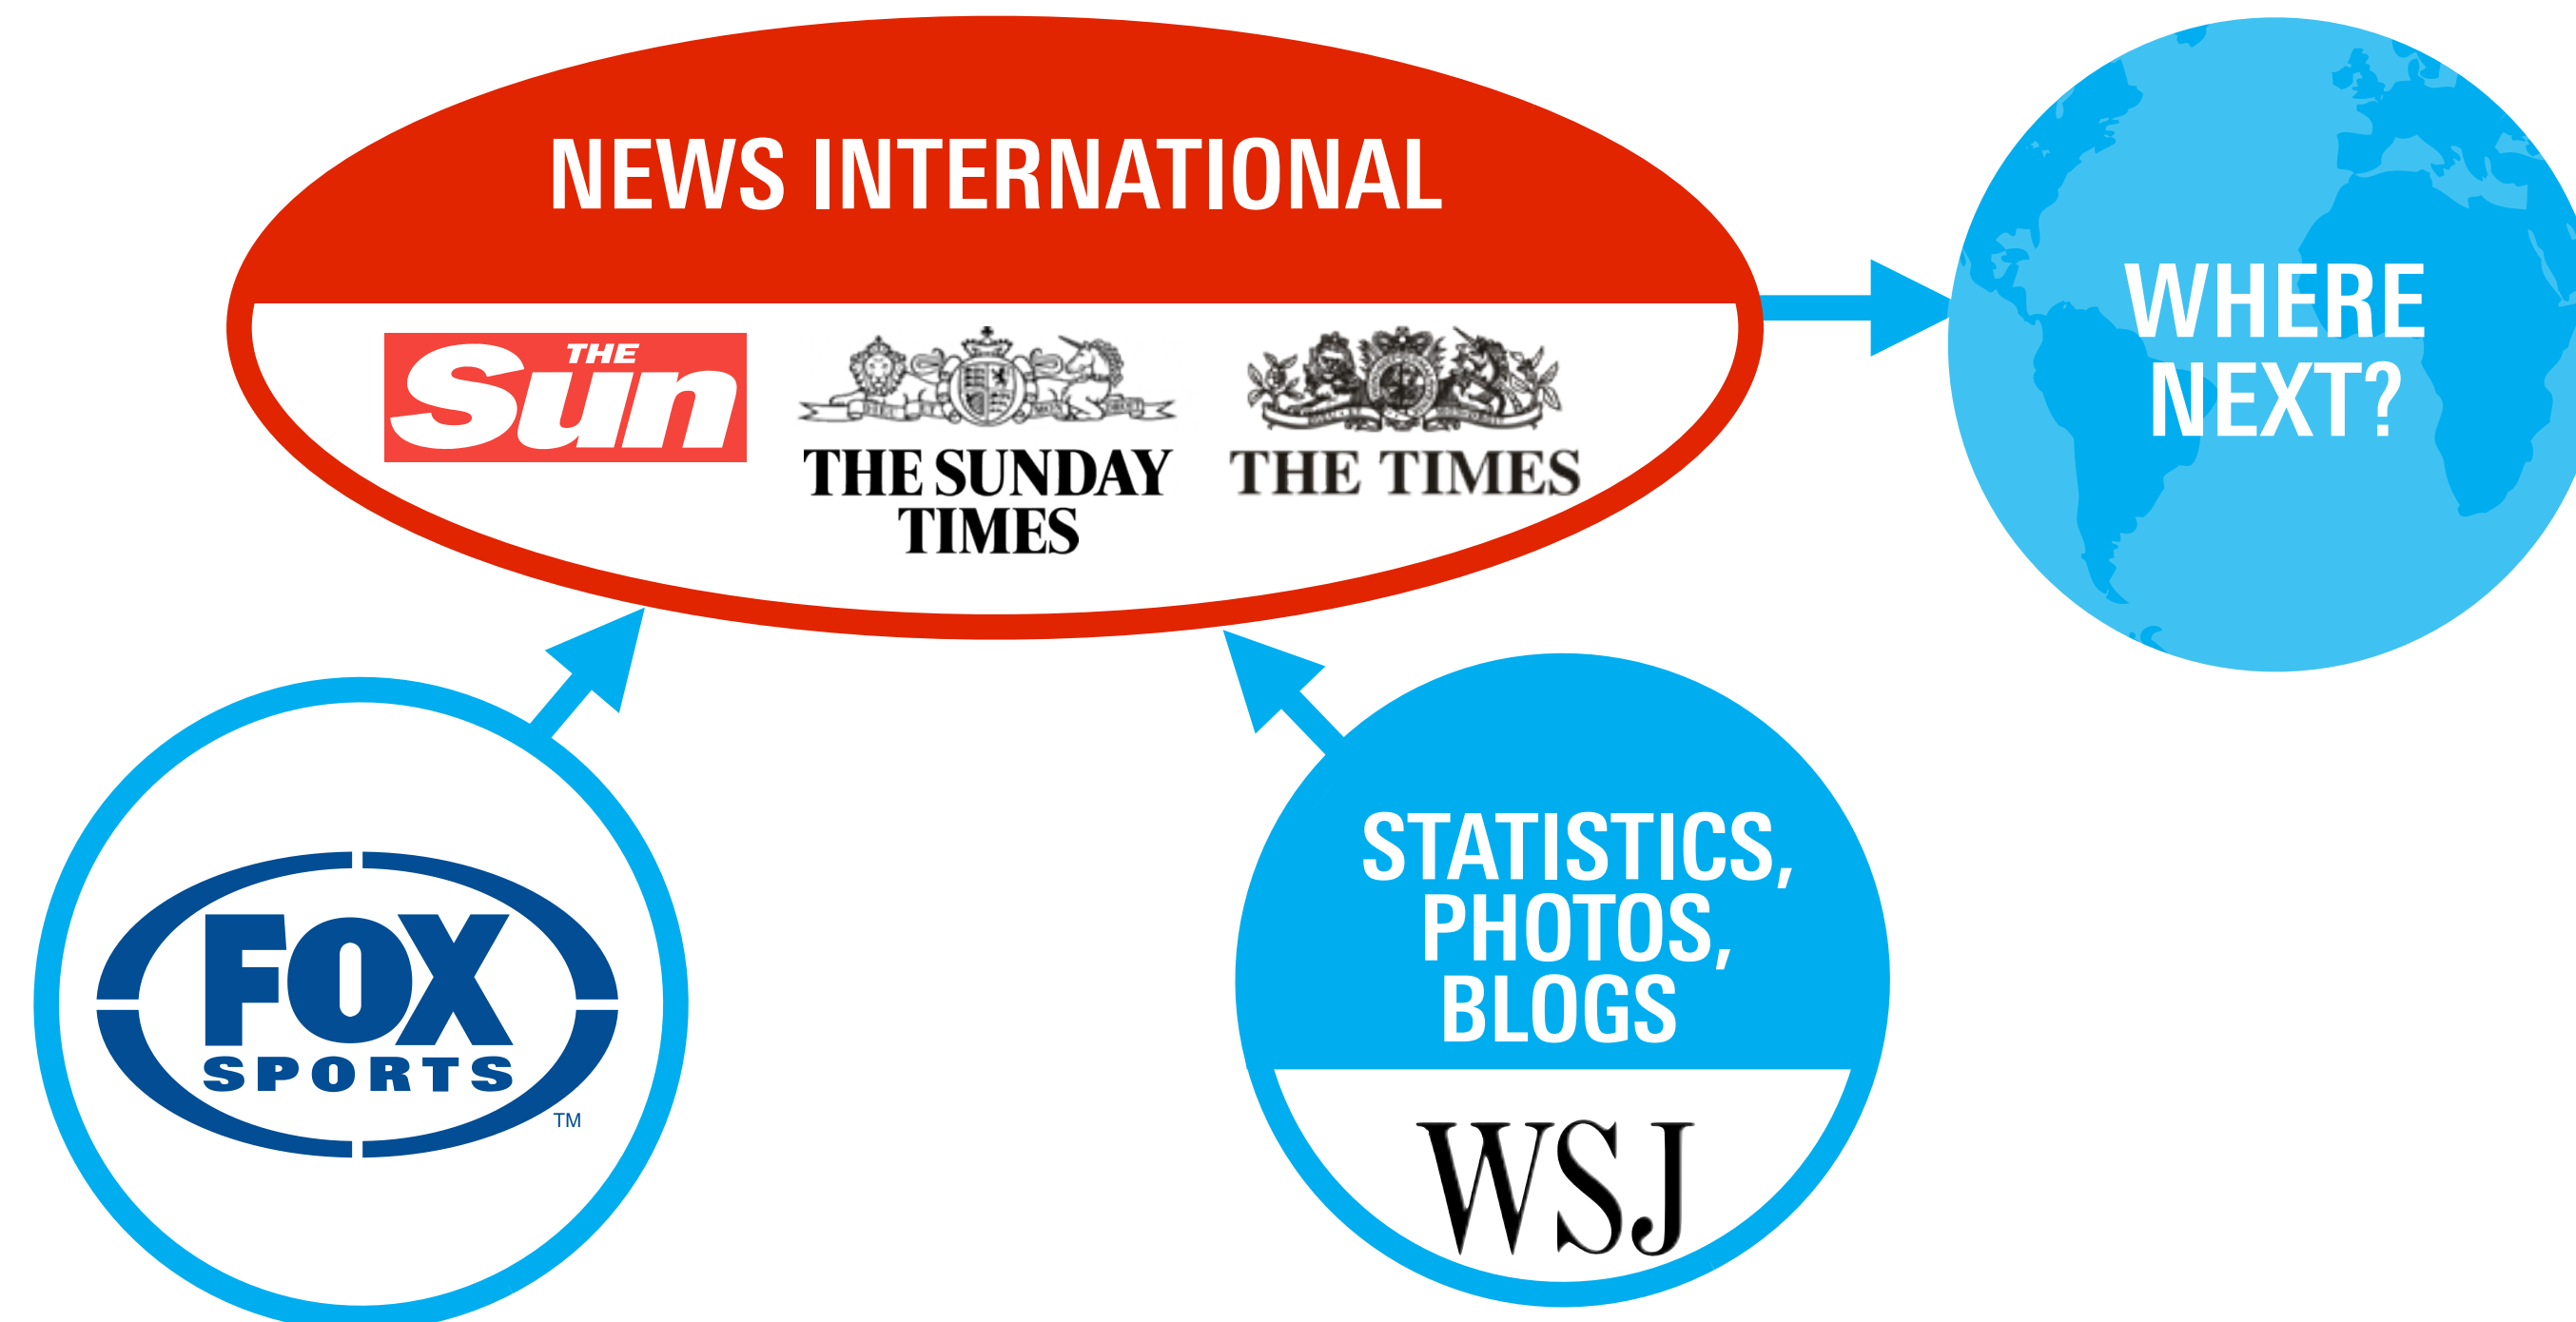 NEWS INTERNATIONAL
THE
Sun
THE SUNDAY
TIMES
THE TIMES
WHERE
NEXT?
FOX
SPORTS
TM
STATISTICS,
PHOTOS,
BLOGS
WSJ